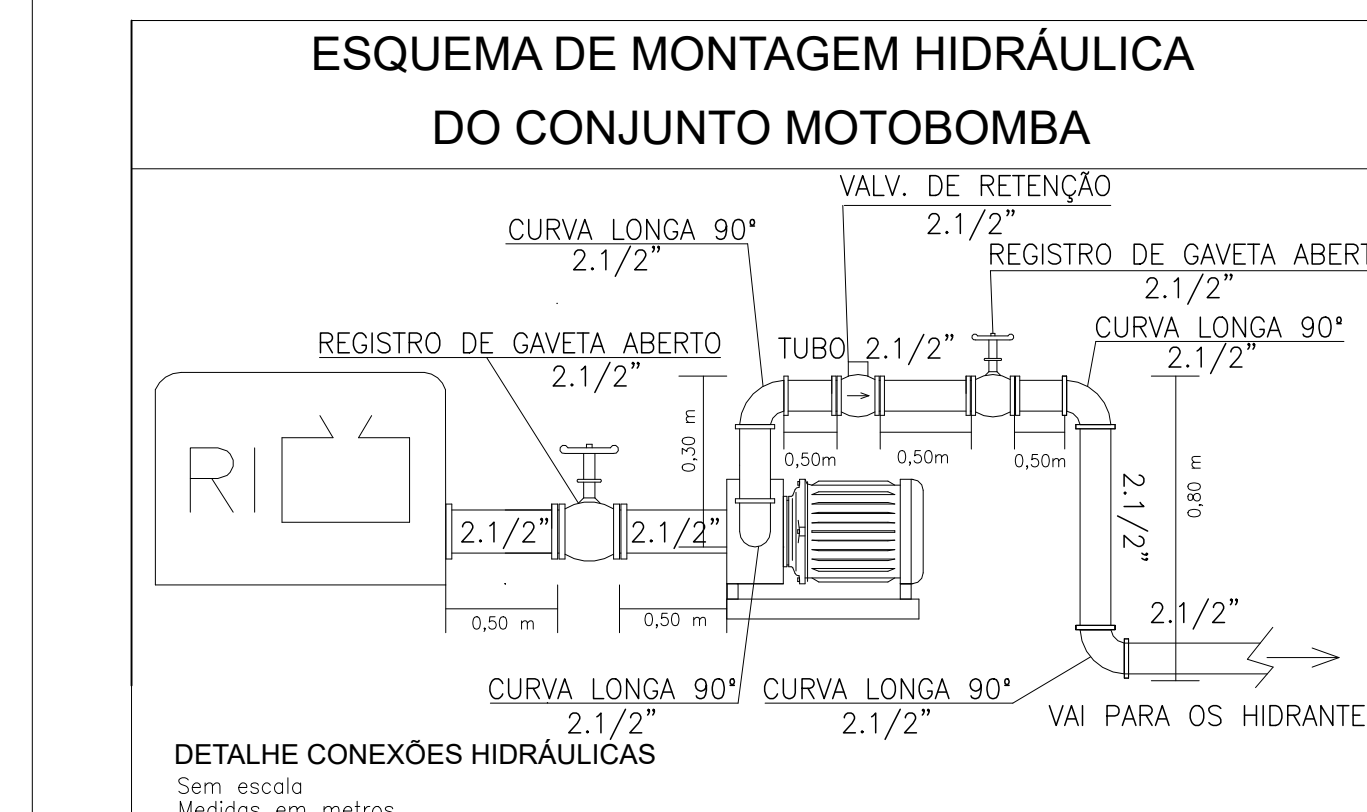 ESQUEMA DE MONTAGEM HIDRÁULICA
DO CONJUNTO MOTOBOMBA
VALV. DE RETENÇÃO
2.1/2"
CURVA LONGA 90°
2.1/2"
REGISTRO DE GAVETA ABERT
2.1/2"
CURVA LONGA 90°
2.1/2"
REGISTRO DE GAVETA ABERTO
2.1/2"
TUBO 2.1/2"
0,30 m
0,50m
0,50m
0,50m
RI
2.1/2"
2.1/2"
2.1/2"
0,80 m
0,50 m
0,50 m
2.1/2"
CURVA LONGA 90°
2.1/2"
CURVA LONGA 90°
2.1/2"
VAI PARA OS HIDRANTE
DETALHE CONEXÕES HIDRÁULICAS
Sem escala
Medidas em metros